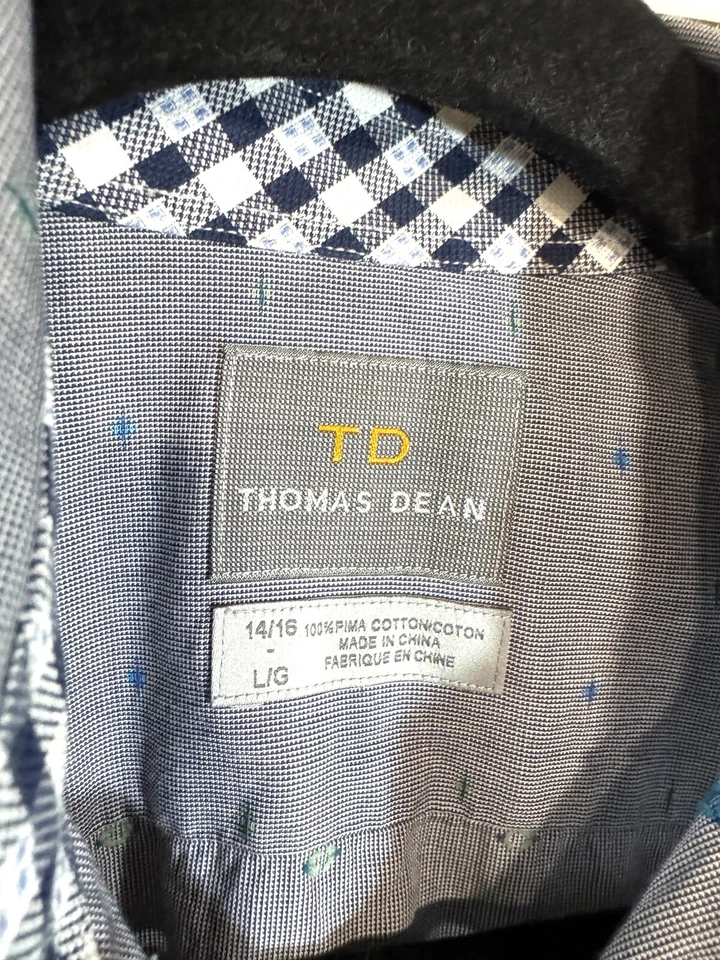 TD
THOMAS DEAN
14/16
-
L/G
100% PIMA COTTON/COTON
MADE IN CHINA
FABRIQUE EN CHINE